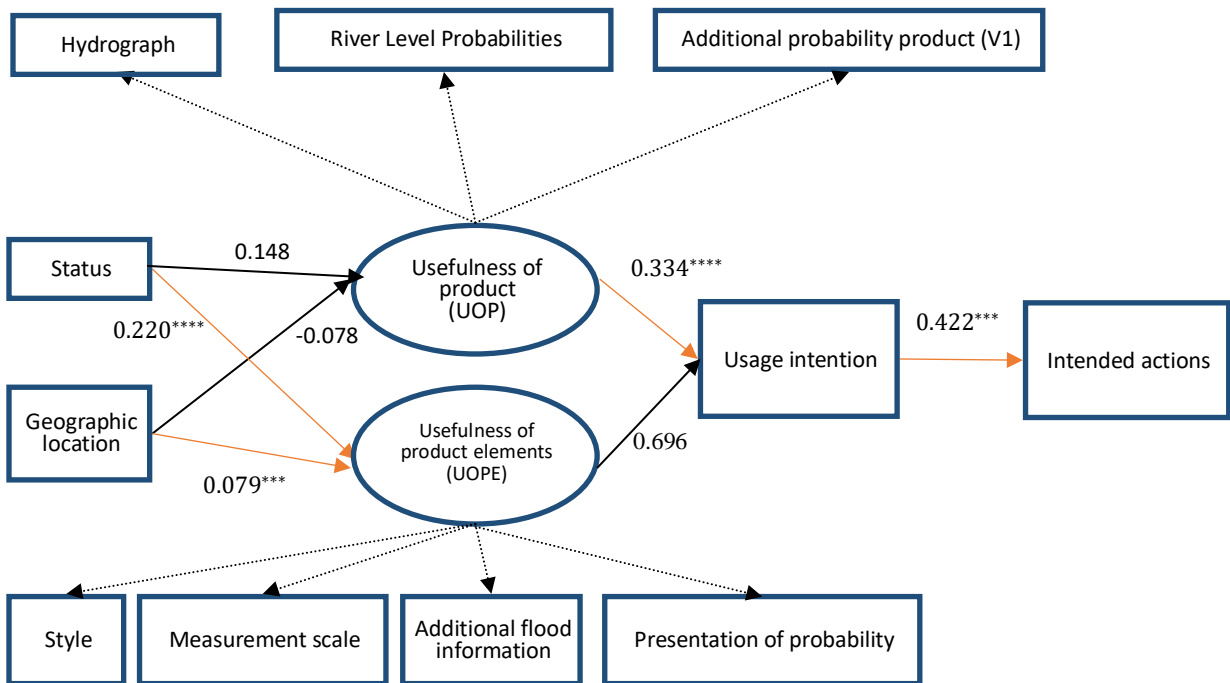 Hydrograph
River Level Probabilities
Additional probability product (V1)
Status
0.148
Usefulness of
product
(UOP)
0.334****
0.220****
-0.078
Usage intention
0.422***
Intended actions
Geographic
location
0.079***
Usefulness of
product elements
(UOPE)
0.696
Style
Measurement scale
Additional flood
information
Presentation of probability